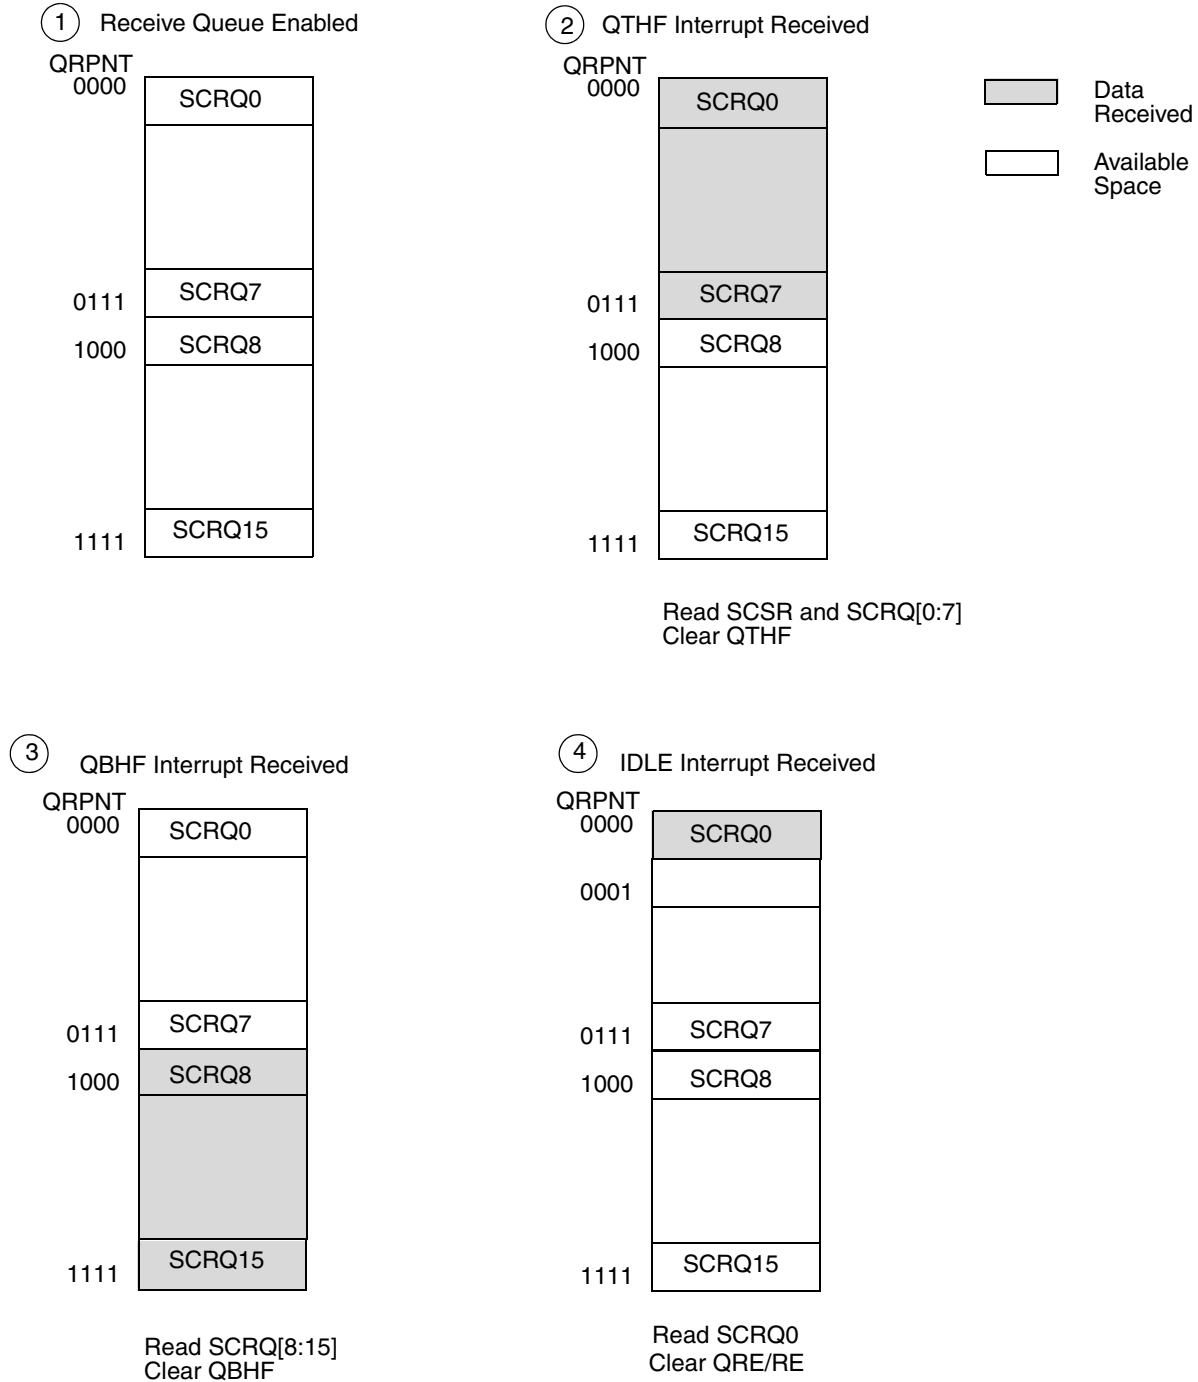 1 Receive Queue Enabled
QRPNT
0000 SCRQ0
0111 SCRQ7
1000 SCRQ8
1111 SCRQ15
2 QTHF Interrupt Received
QRPNT
0000 SCRQ0
0111 SCRQ7
1000 SCRQ8
1111 SCRQ15
Read SCSR and SCRQ[0:7]
Clear QTHF
Data
Received
Available
Space
3 QBHF Interrupt Received
QRPNT
0000 SCRQ0
0111 SCRQ7
1000 SCRQ8
1111 SCRQ15
Read SCRQ[8:15]
Clear QBHF
4 IDLE Interrupt Received
QRPNT
0000 SCRQ0
0001
0111 SCRQ7
1000 SCRQ8
1111 SCRQ15
Read SCRQ0
Clear QRE/RE